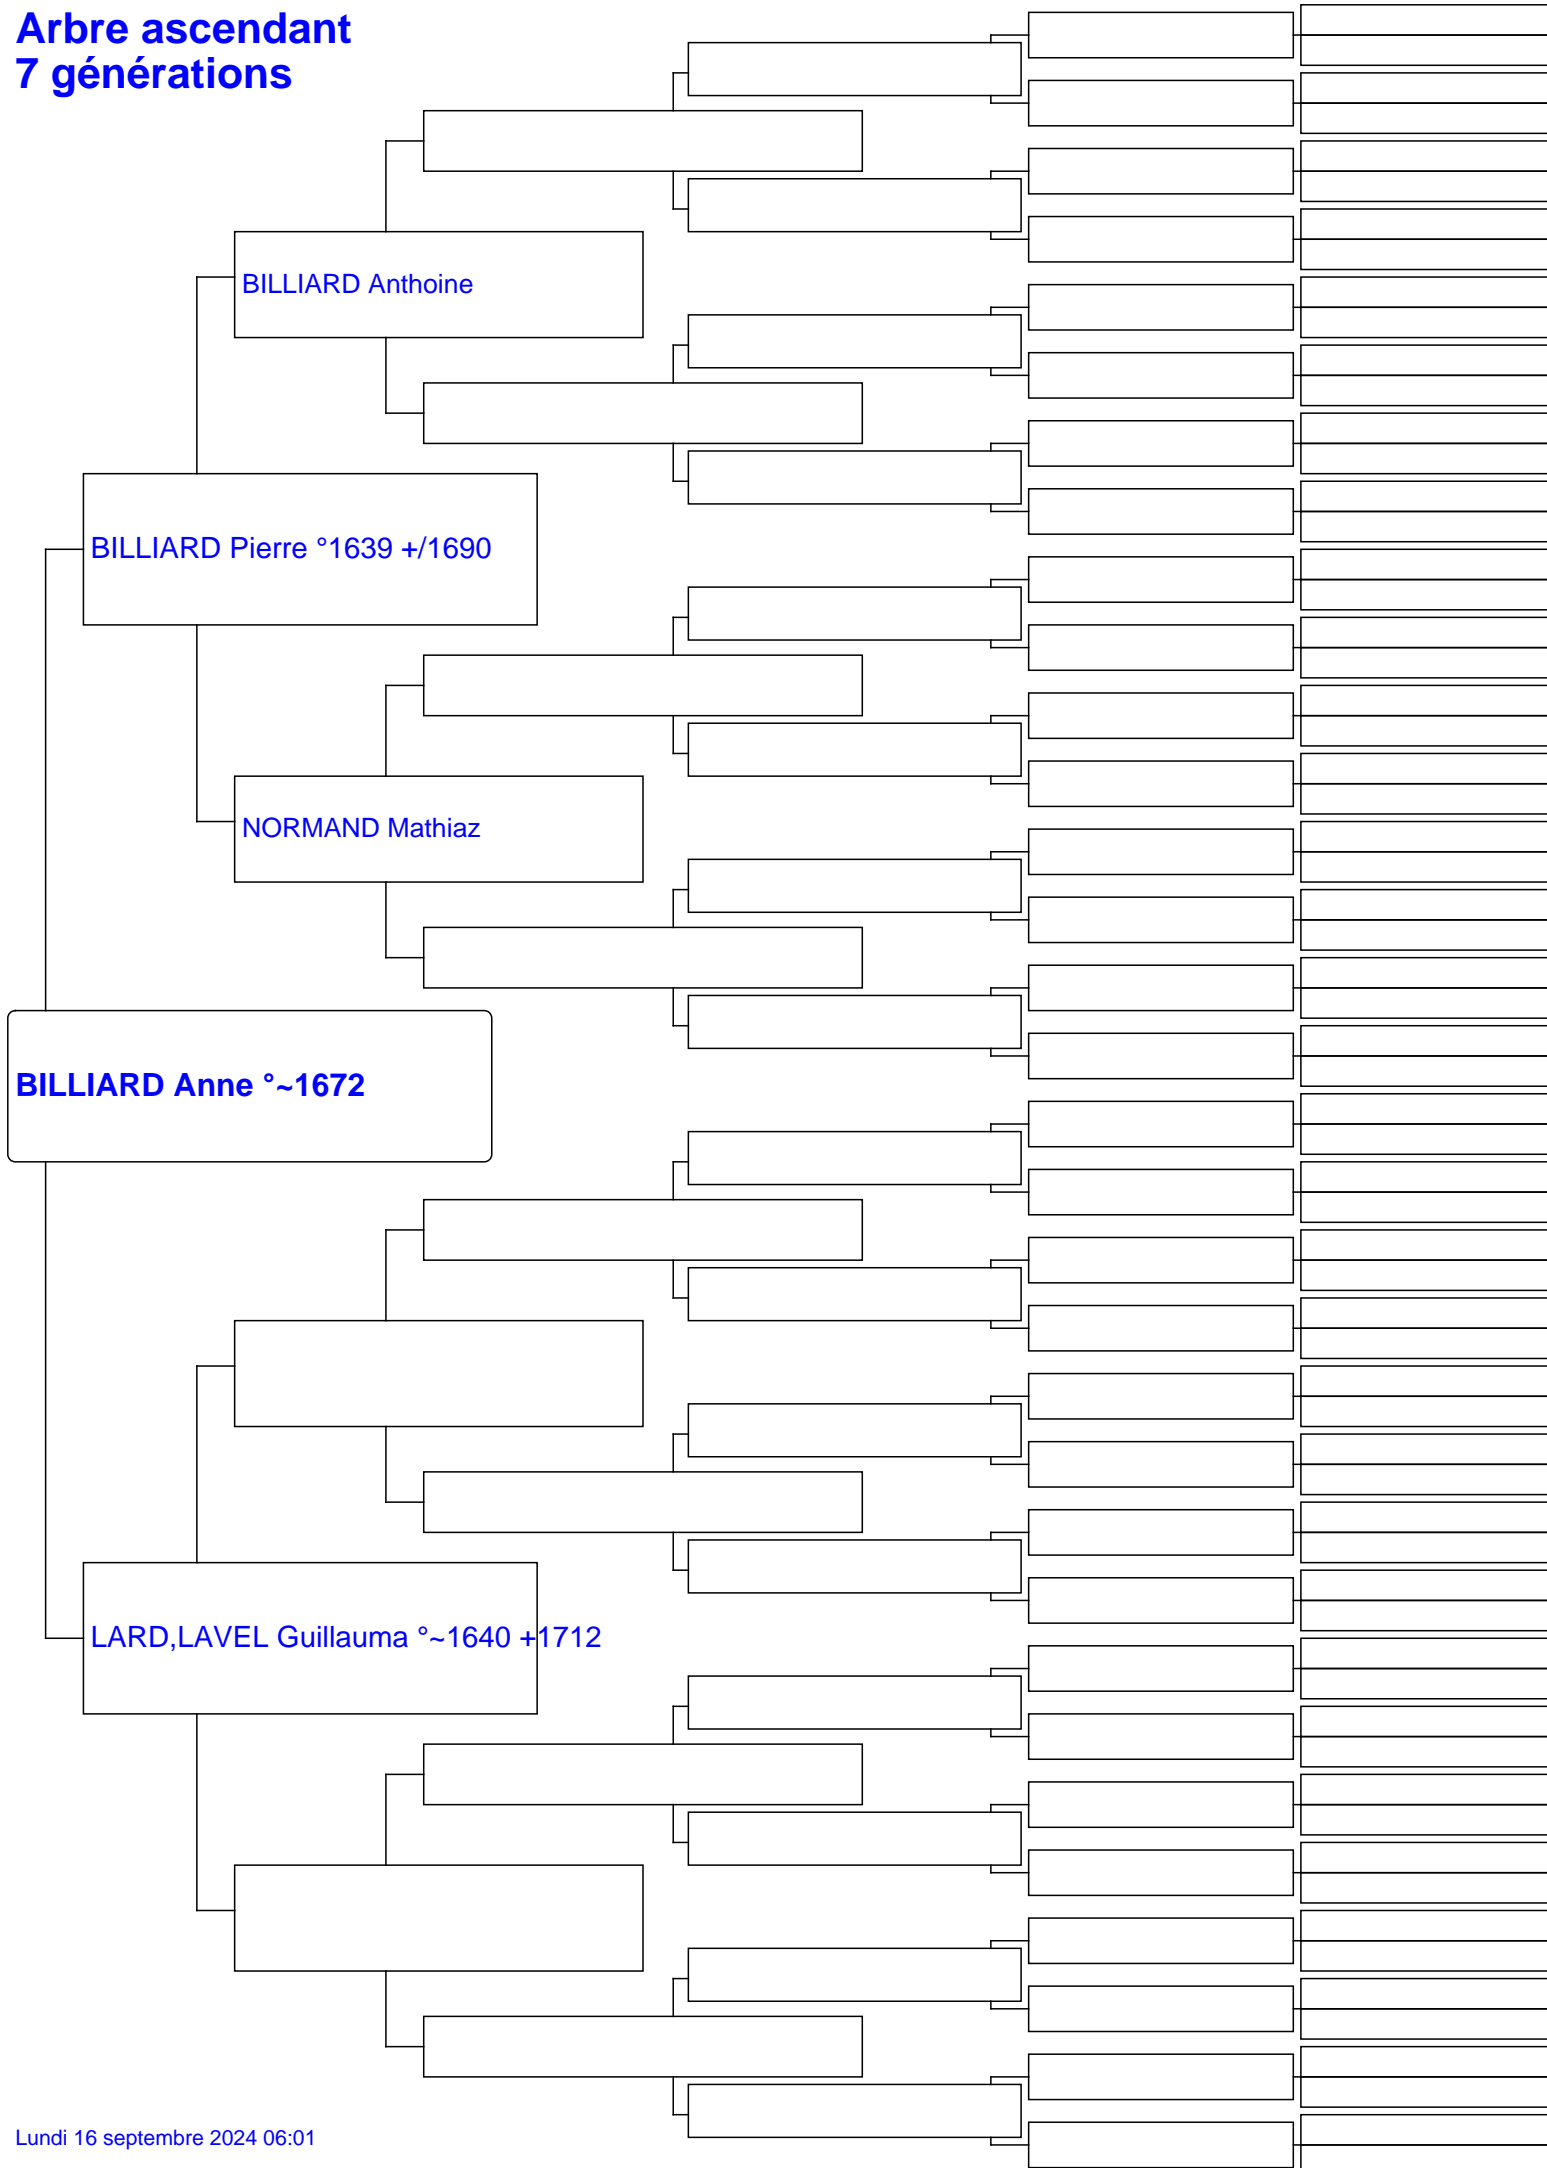 Arbre ascendant
7 générations
BILLIARD Anthoine
BILLIARD Pierre °1639 +/1690
NORMAND Mathiaz
BILLIARD Anne °~1672
LARD,LAVEL Guillauma °~1640 +1712
Lundi 16 septembre 2024 06:01